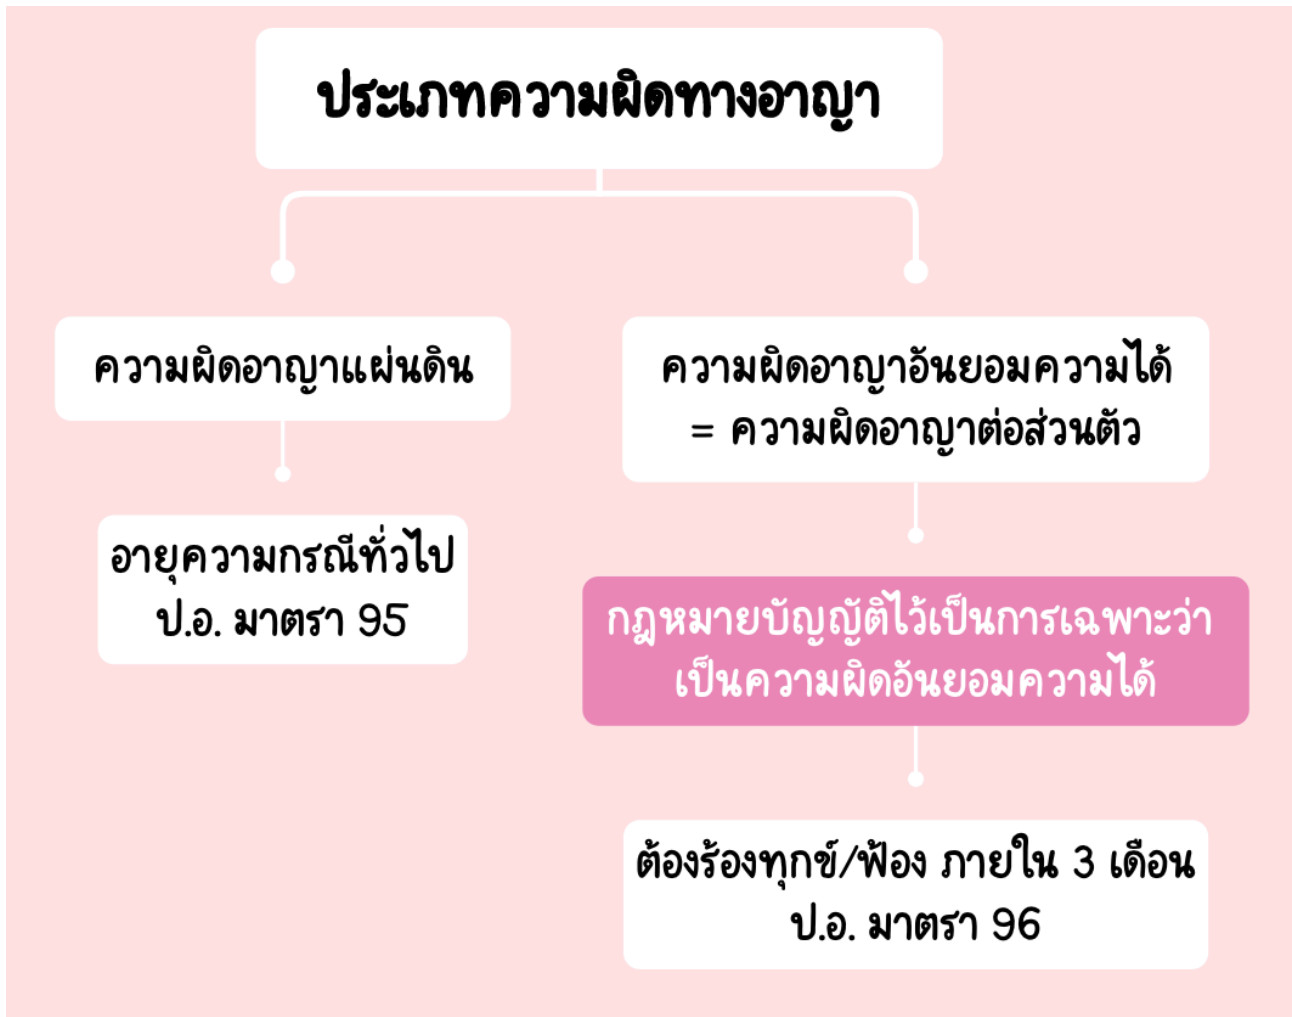 ประเภทความผิดทางอาญา
ความผิดอาญาแผ่นดิน
อายุความกรณีทั่วไป
ป.อ. มาตรา 95
ความผิดอาญาอันยอมความได้
= ความผิดอาญาต่อส่วนตัว
กฎหมายบัญญัติไว้เป็นการเฉพาะว่า
เป็นความผิดอันยอมความได้
ต้องร้องทุกข์/ฟ้อง ภายใน 3 เดือน
ป.อ. มาตรา 96